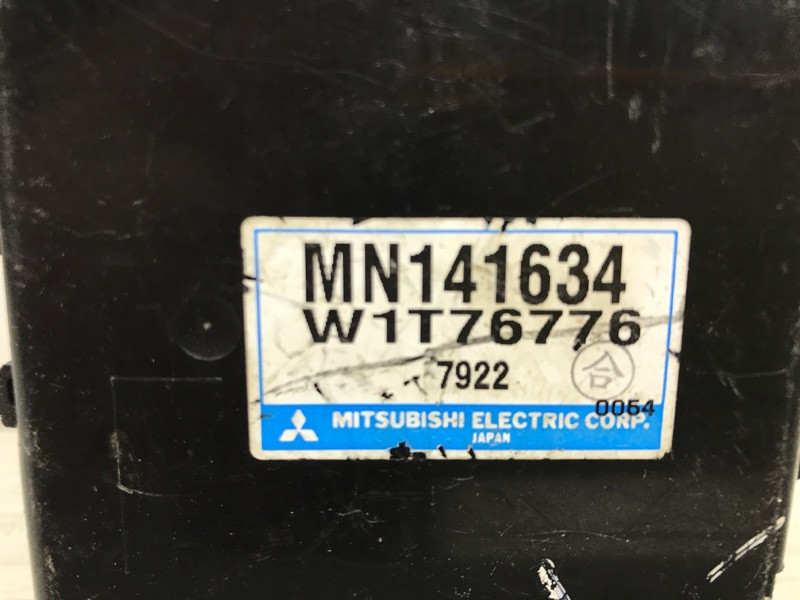 MN141634
W1T76776
7922
合
0054
MITSUBISHI ELECTRIC CORP.
JAPAN